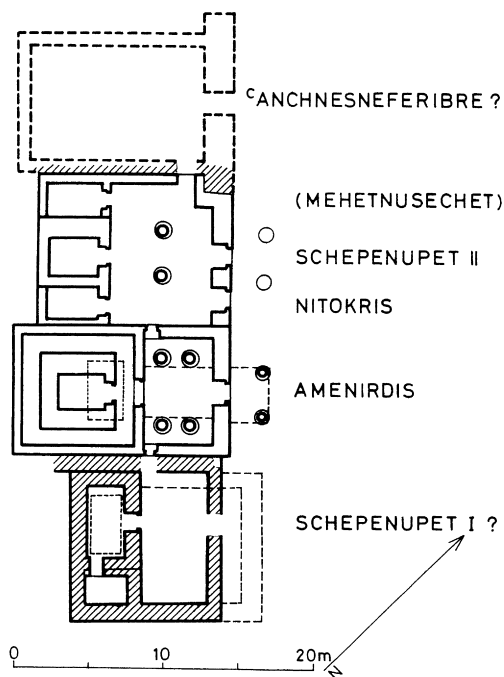 ᶜANCHNESNEFERIBRE ?
(MEHETNUSECHET)
SCHEPENUPET II
NITOKRIS
AMENIRDIS
SCHEPENUPET I ?
0 10 20m
N